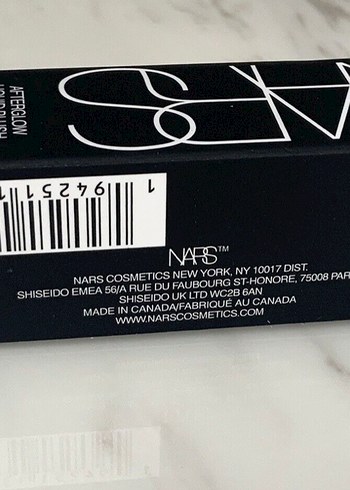 AFTERGLOW
LIQUID BLUSH
NARS
1 94251 1
NARS™
NARS COSMETICS NEW YORK, NY 10017 DIST.
SHISEIDO EMEA 56/A RUE DU FAUBOURG ST-HONORE, 75008 PAR
SHISEIDO UK LTD WC2B 6AN
MADE IN CANADA/FABRIQUÉ AU CANADA
WWW.NARSCOSMETICS.COM